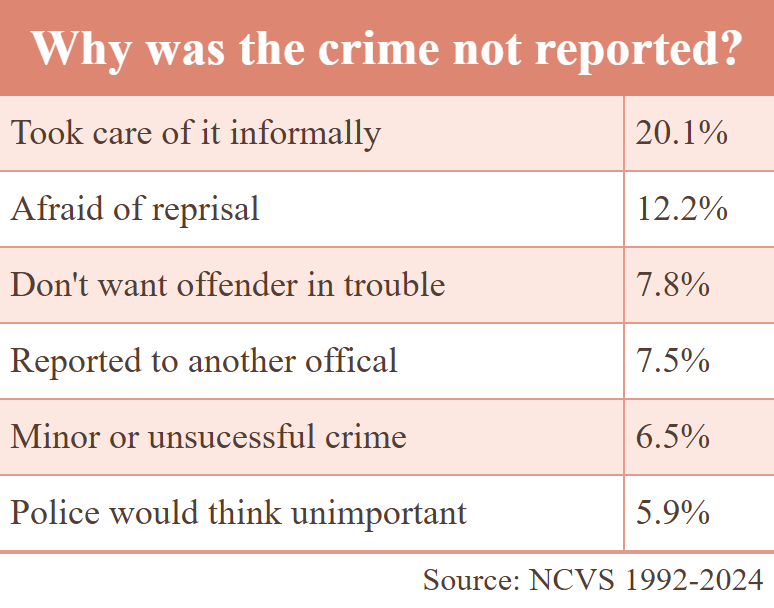 Why was the crime not reported?
Took care of it informally 20.1%
Afraid of reprisal 12.2%
Don't want offender in trouble 7.8%
Reported to another offical 7.5%
Minor or unsucessful crime 6.5%
Police would think unimportant 5.9%
Source: NCVS 1992-2024